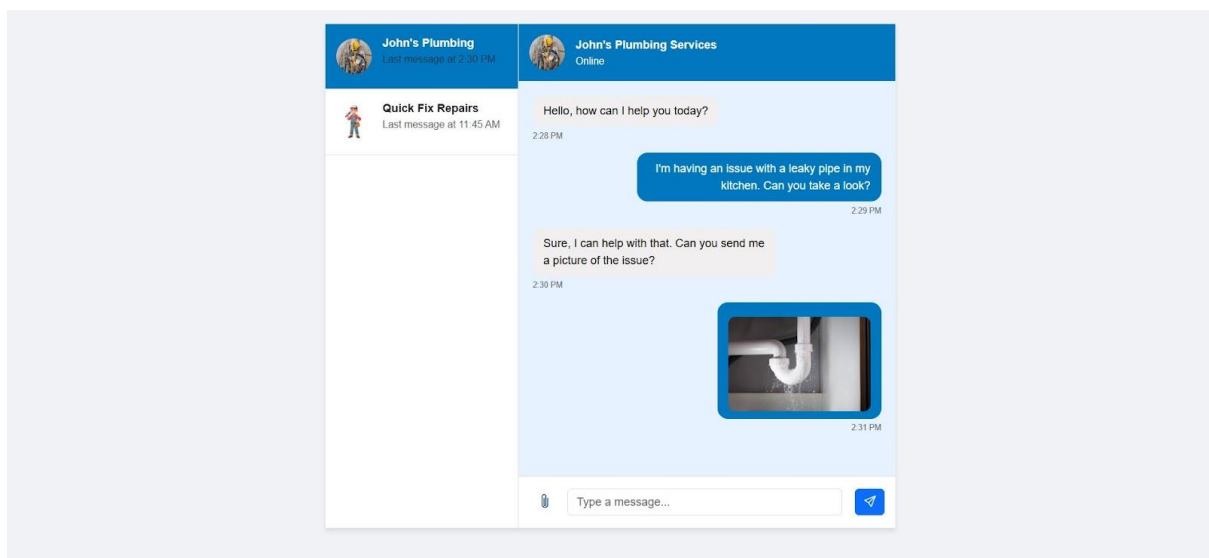 John's Plumbing
Last message at 2:30 PM
Quick Fix Repairs
Last message at 11:45 AM
John's Plumbing Services
Online
Hello, how can I help you today?
2:28 PM
I'm having an issue with a leaky pipe in my
kitchen. Can you take a look?
2:29 PM
Sure, I can help with that. Can you send me
a picture of the issue?
2:30 PM
2:31 PM
Type a message...